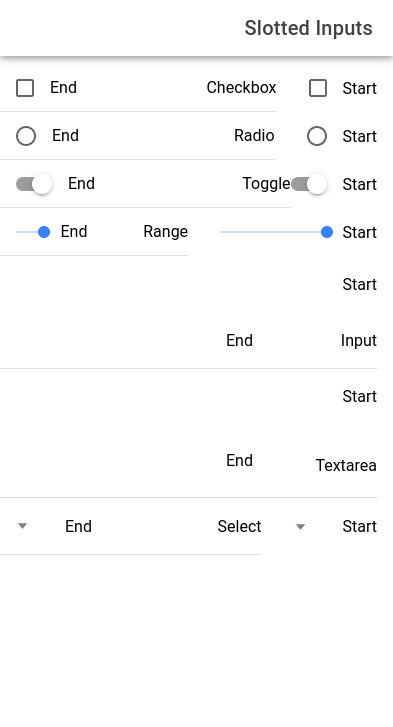 Slotted Inputs
Start Checkbox End
Start Radio End
Start Toggle End
Start Range End
Start
Input End
Start
Textarea End
Start Select End